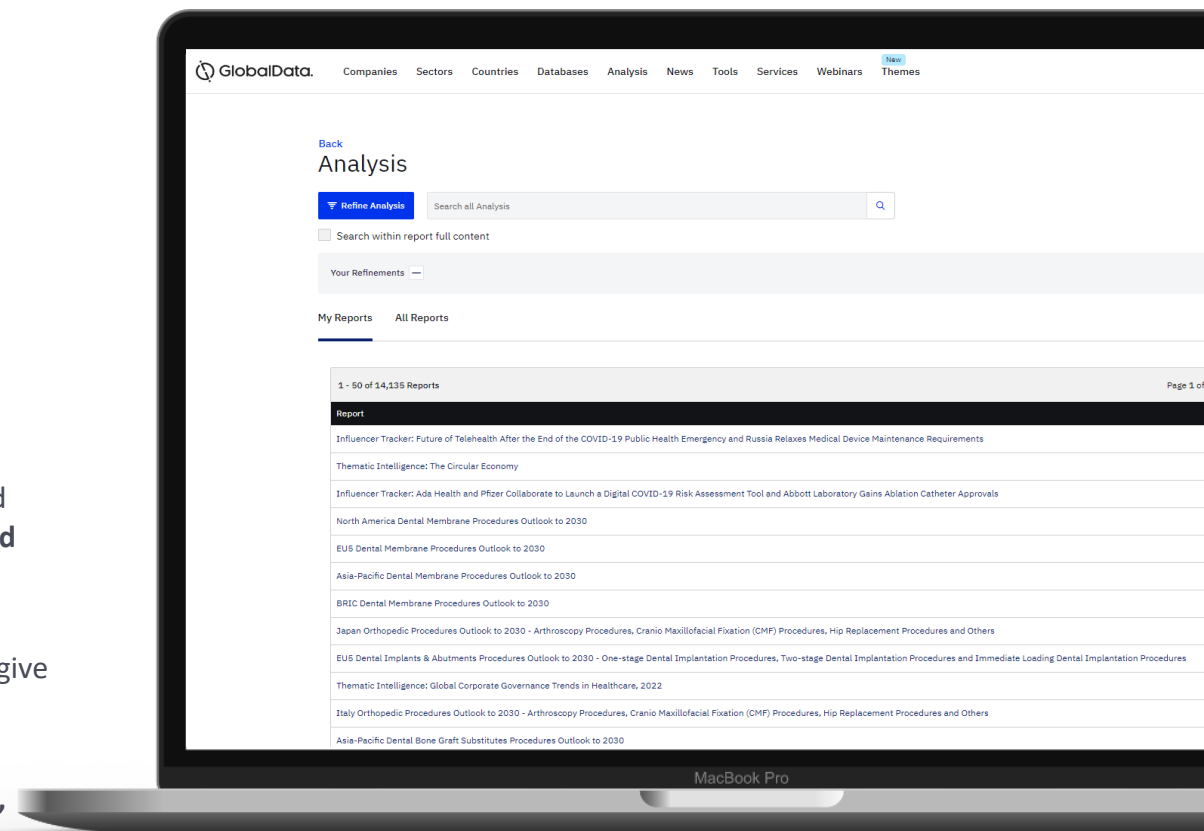 GlobalData.
Companies Sectors Countries Databases Analysis News Tools Services Webinars New Themes
Back
Analysis
Refine Analysis Search all Analysis
Search within report full content
Your Refinements
My Reports All Reports
1 - 50 of 14,135 Reports Page 1 of
Report
Influencer Tracker: Future of Telehealth After the End of the COVID-19 Public Health Emergency and Russia Relaxes Medical Device Maintenance Requirements
Thematic Intelligence: The Circular Economy
Influencer Tracker: Ada Health and Pfizer Collaborate to Launch a Digital COVID-19 Risk Assessment Tool and Abbott Laboratory Gains Ablation Catheter Approvals
North America Dental Membrane Procedures Outlook to 2030
EU5 Dental Membrane Procedures Outlook to 2030
Asia-Pacific Dental Membrane Procedures Outlook to 2030
BRIC Dental Membrane Procedures Outlook to 2030
Japan Orthopedic Procedures Outlook to 2030 - Arthroscopy Procedures, Cranio Maxillofacial Fixation (CMF) Procedures, Hip Replacement Procedures and Others
EU5 Dental Implants & Abutments Procedures Outlook to 2030 - One-stage Dental Implantation Procedures, Two-stage Dental Implantation Procedures and Immediate Loading Dental Implantation Procedures
Thematic Intelligence: Global Corporate Governance Trends in Healthcare, 2022
Italy Orthopedic Procedures Outlook to 2030 - Arthroscopy Procedures, Cranio Maxillofacial Fixation (CMF) Procedures, Hip Replacement Procedures and Others
Asia-Pacific Dental Bone Graft Substitutes Procedures Outlook to 2030
MacBook Pro
give